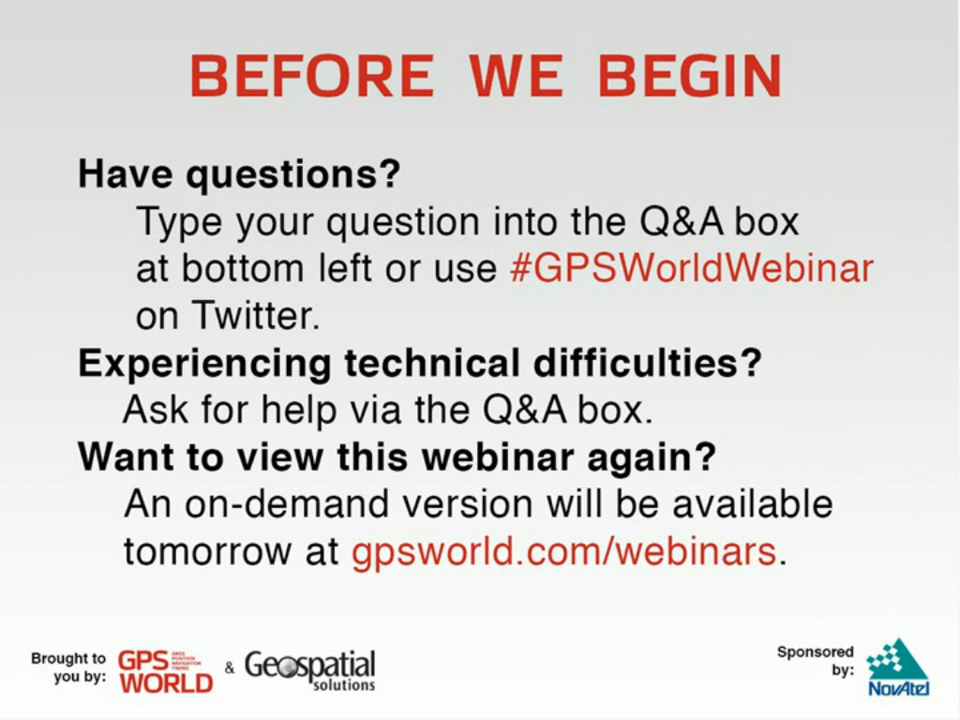 BEFORE WE BEGIN
Have questions?
Type your question into the Q&A box
at bottom left or use #GPSWorldWebinar
on Twitter.
Experiencing technical difficulties?
Ask for help via the Q&A box.
Want to view this webinar again?
An on-demand version will be available
tomorrow at gpsworld.com/webinars.
Brought to
you by:
GPS
WORLD
&
Geospatial
solutions
Sponsored
by:
NovAtel